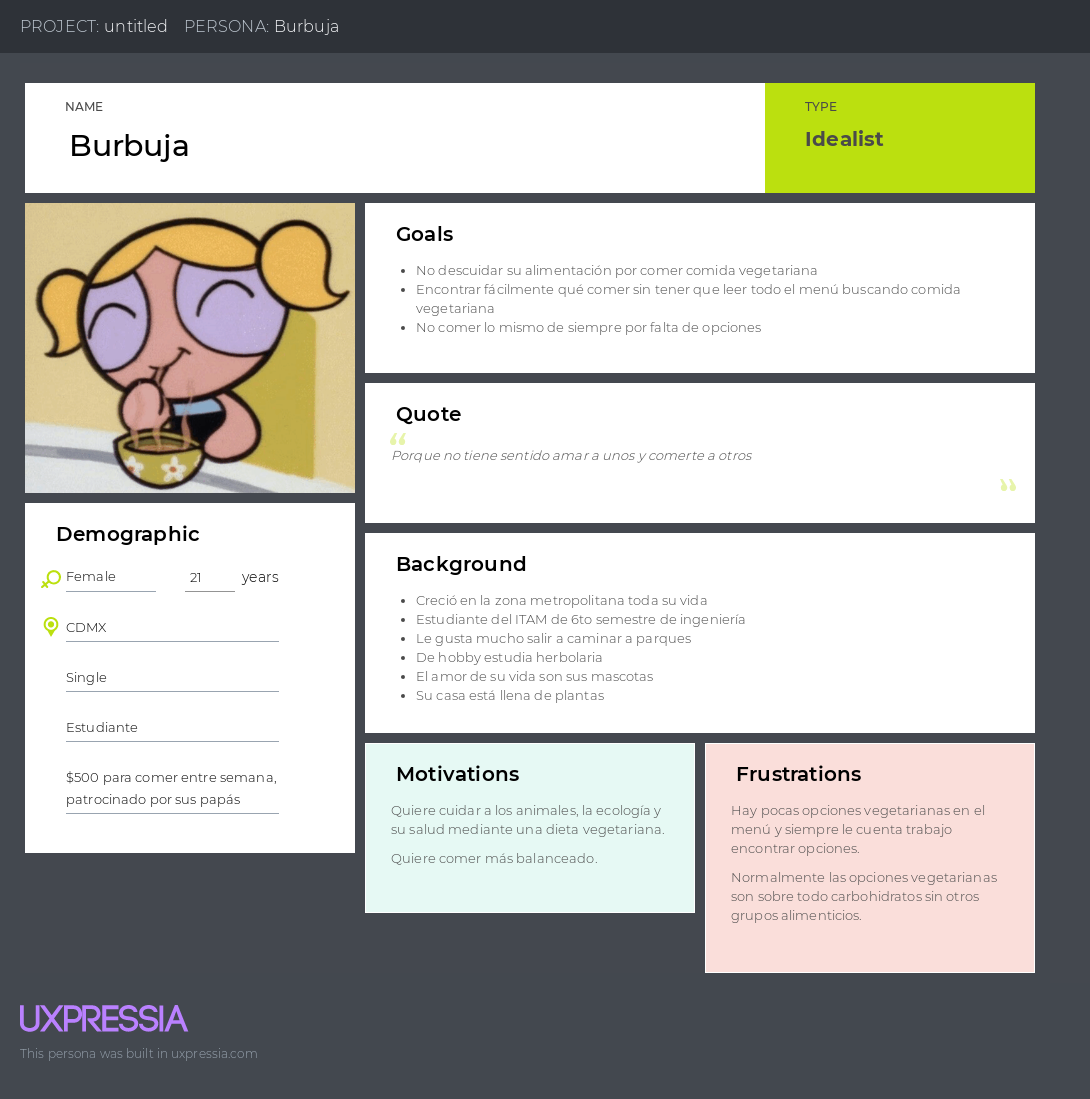 PROJECT: untitled PERSONA: Burbuja
NAME
Burbuja
TYPE
Idealist
Goals
No descuidar su alimentación por comer comida vegetariana
Encontrar fácilmente qué comer sin tener que leer todo el menú buscando comida
vegetariana
No comer lo mismo de siempre por falta de opciones
Quote
“
Porque no tiene sentido amar a unos y comerte a otros
”
Demographic
Female 21 years
CDMX
Single
Estudiante
$500 para comer entre semana,
patrocinado por sus papás
Background
Creció en la zona metropolitana toda su vida
Estudiante del ITAM de 6to semestre de ingeniería
Le gusta mucho salir a caminar a parques
De hobby estudia herbolaria
El amor de su vida son sus mascotas
Su casa está llena de plantas
Motivations
Quiere cuidar a los animales, la ecología y
su salud mediante una dieta vegetariana.
Quiere comer más balanceado.
Frustrations
Hay pocas opciones vegetarianas en el
menú y siempre le cuenta trabajo
encontrar opciones.
Normalmente las opciones vegetarianas
son sobre todo carbohidratos sin otros
grupos alimenticios.
UXPRESSIA
This persona was built in uxpressia.com